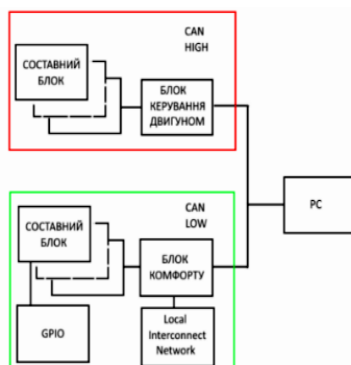 CAN
HIGH
СОСТАВНИЙ
БЛОК
БЛОК
КЕРУВАННЯ
ДВИГУНОМ
CAN
LOW
PC
СОСТАВНИЙ
БЛОК
БЛОК
КОМФОРТУ
GPIO
Local
Interconnect
Network